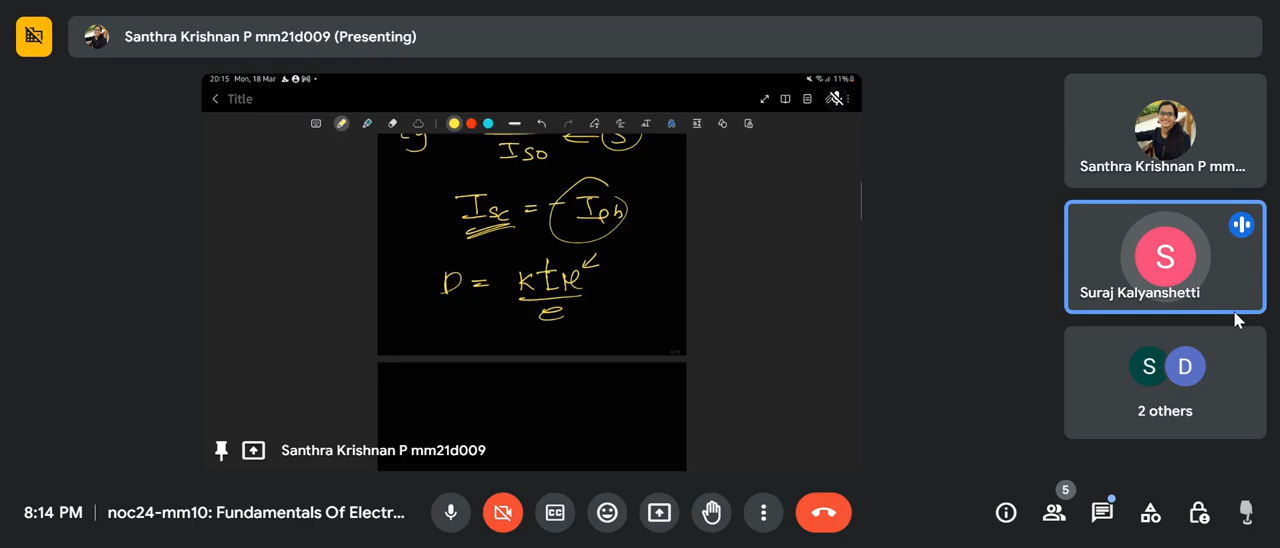 Santhra Krishnan P mm21d009 (Presenting)
20:15 Mon, 18 Mar
11%
Title
Iso ← S
Isc = - Iph
D = KTμ
e
Santhra Krishnan P mm21d009
Santhra Krishnan P mm...
S
Suraj Kalyanshetti
S D
2 others
8:14 PM | noc24-mm10: Fundamentals Of Electr...
CC
5